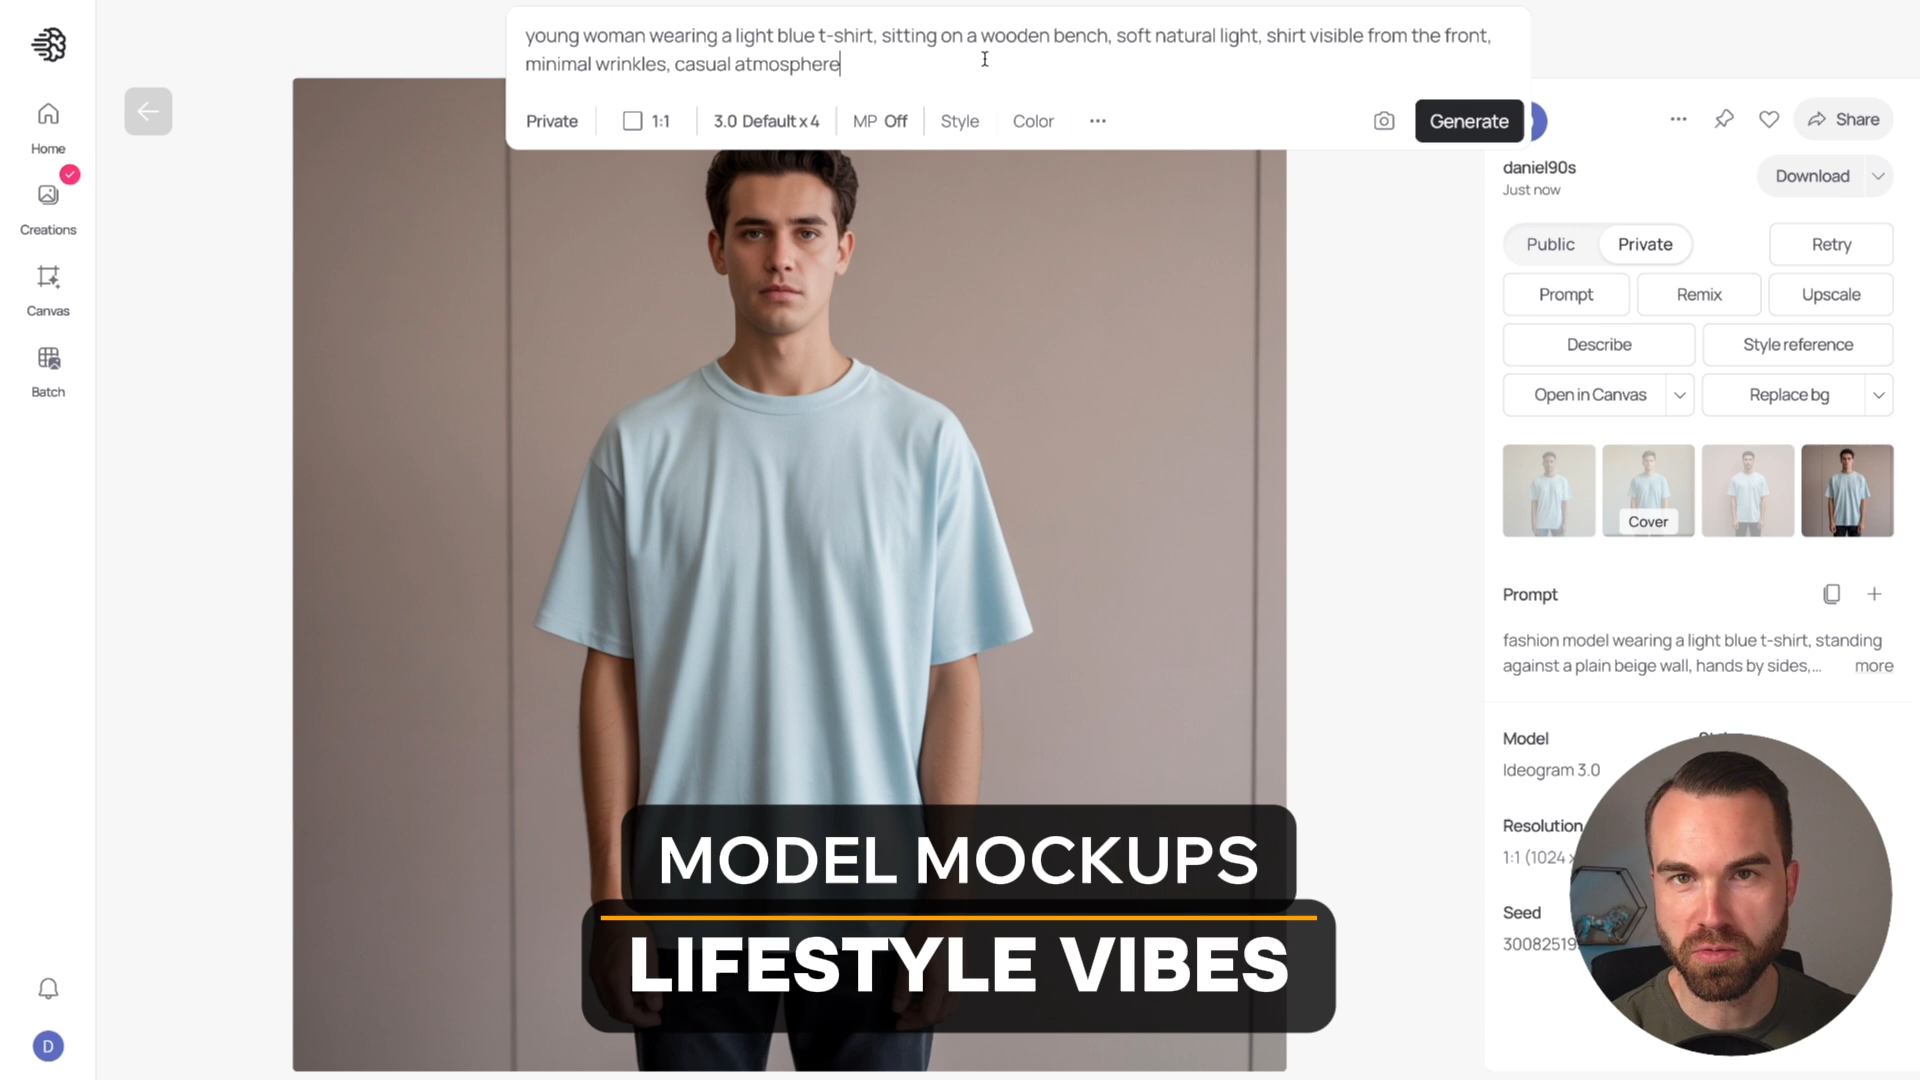 young woman wearing a light blue t-shirt, sitting on a wooden bench, soft natural light, shirt visible from the front,
minimal wrinkles, casual atmosphere
Private
1:1
3.0 Default x 4
MP Off
Style
Color
Generate
Share
Home
Creations
Canvas
Batch
D
daniel90s
Just now
Download
Public
Private
Retry
Prompt
Remix
Upscale
Describe
Style reference
Open in Canvas
Replace bg
Cover
Prompt
fashion model wearing a light blue t-shirt, standing
against a plain beige wall, hands by sides,...
more
Model
Ideogram 3.0
Resolution
1:1 (1024
Seed
30082519
MODEL MOCKUPS
LIFESTYLE VIBES